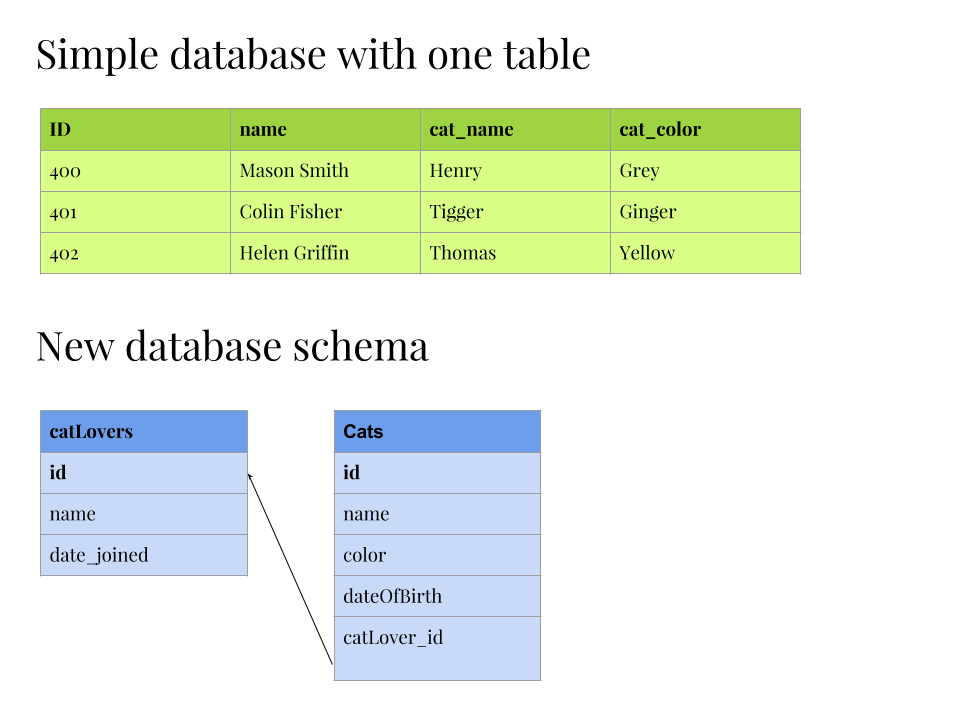 Simple database with one table
ID name cat_name cat_color
400 Mason Smith Henry Grey
401 Colin Fisher Tigger Ginger
402 Helen Griffin Thomas Yellow
New database schema
catLovers
id
name
date_joined
Cats
id
name
color
dateOfBirth
catLover_id